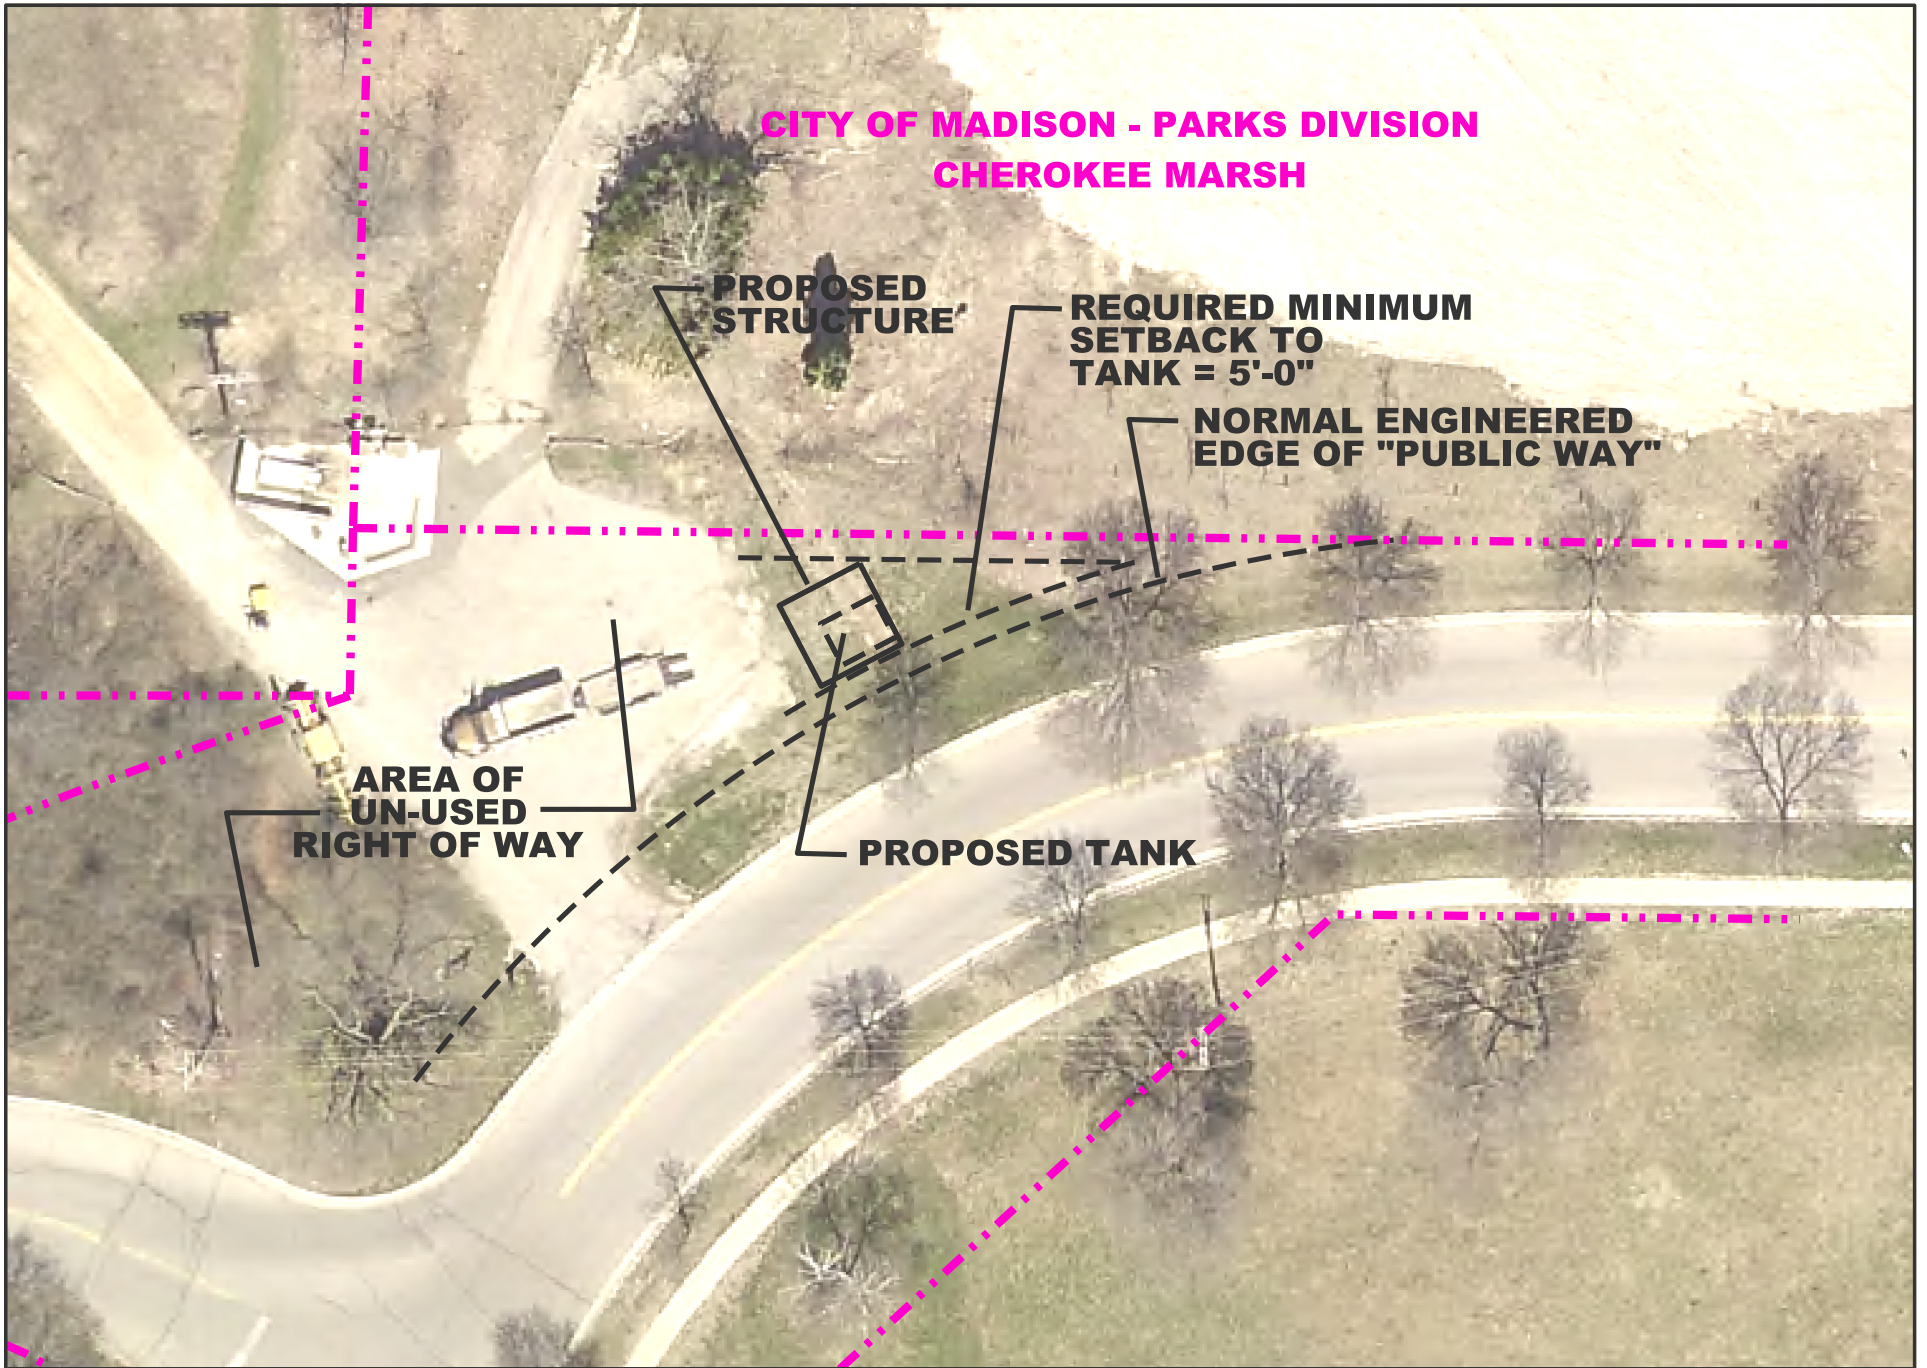 CITY OF MADISON - PARKS DIVISION
CHEROKEE MARSH
PROPOSED
STRUCTURE
REQUIRED MINIMUM
SETBACK TO
TANK = 5'-0"
NORMAL ENGINEERED
EDGE OF "PUBLIC WAY"
AREA OF
UN-USED
RIGHT OF WAY
PROPOSED TANK